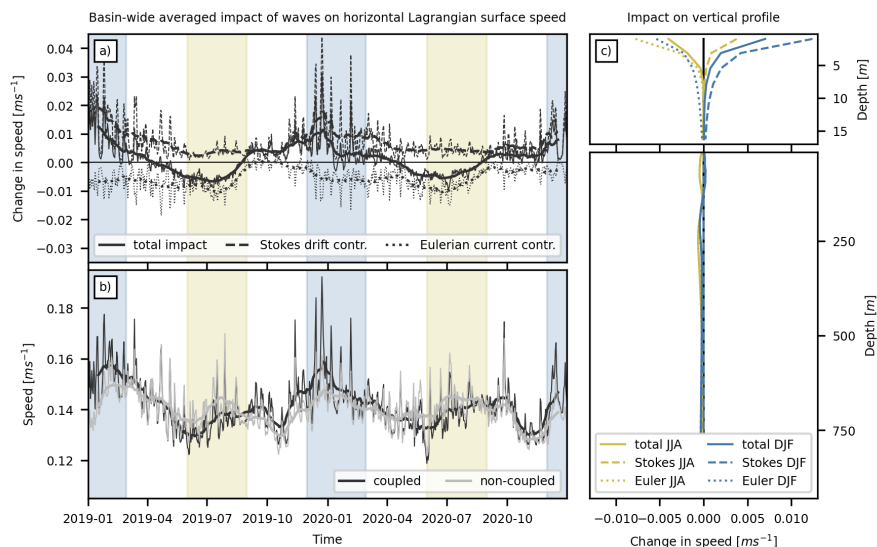 Basin-wide averaged impact of waves on horizontal Lagrangian surface speed
Impact on vertical profile
a)
0.04
0.03
0.02
0.01
0.00
−0.01
−0.02
−0.03
Change in speed [ms⁻¹]
total impact
Stokes drift contr.
Eulerian current contr.
b)
0.18
0.16
0.14
0.12
Speed [ms⁻¹]
coupled
non-coupled
2019-01 2019-04 2019-07 2019-10 2020-01 2020-04 2020-07 2020-10
Time
c)
5
10
15
Depth [m]
250
500
750
Depth [m]
total JJA
Stokes JJA
Euler JJA
total DJF
Stokes DJF
Euler DJF
−0.010 −0.005 0.000 0.005 0.010
Change in speed [ms⁻¹]